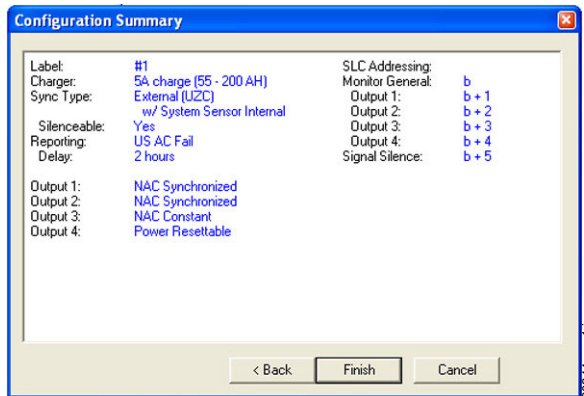 Configuration Summary
Label: #1
Charger: 5A charge (55 - 200 AH)
Sync Type: External (UZC)
w/ System Sensor Internal
Silenceable: Yes
Reporting: US AC Fail
Delay: 2 hours
Output 1: NAC Synchronized
Output 2: NAC Synchronized
Output 3: NAC Constant
Output 4: Power Resettable
SLC Addressing:
Monitor General: b
Output 1: b + 1
Output 2: b + 2
Output 3: b + 3
Output 4: b + 4
Signal Silence: b + 5
< Back
Finish
Cancel